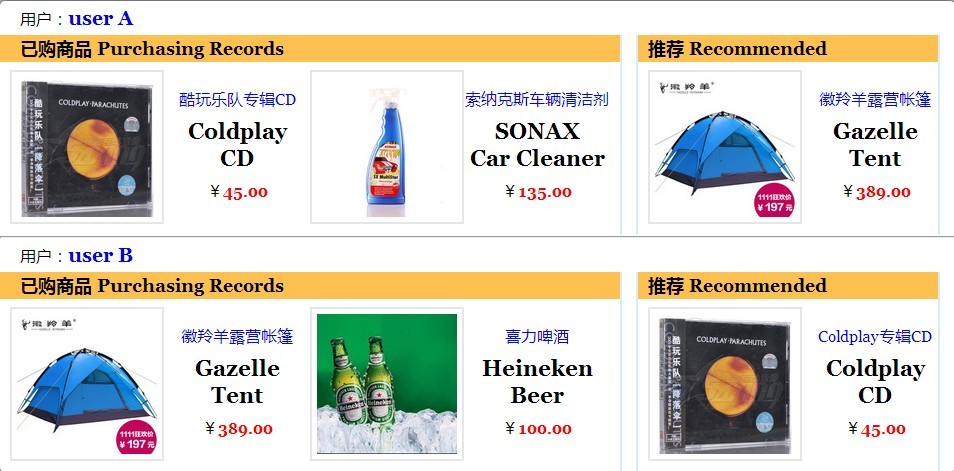 用户：user A
已购商品 Purchasing Records
推荐 Recommended
酷玩乐队
降落伞
COLDPLAY·PARACHUTES
酷玩乐队专辑CD
Coldplay
CD
￥45.00
SONAX
索纳克斯车辆清洁剂
SONAX
Car Cleaner
￥135.00
徽羚羊
1111狂欢价
￥197元
徽羚羊露营帐篷
Gazelle
Tent
￥389.00
用户：user B
已购商品 Purchasing Records
推荐 Recommended
徽羚羊
1111狂欢价
￥197元
徽羚羊露营帐篷
Gazelle
Tent
￥389.00
Heineken
Heineken
喜力啤酒
Heineken
Beer
￥100.00
酷玩乐队
降落伞
COLDPLAY·PARACHUTES
Coldplay专辑CD
Coldplay
CD
￥45.00